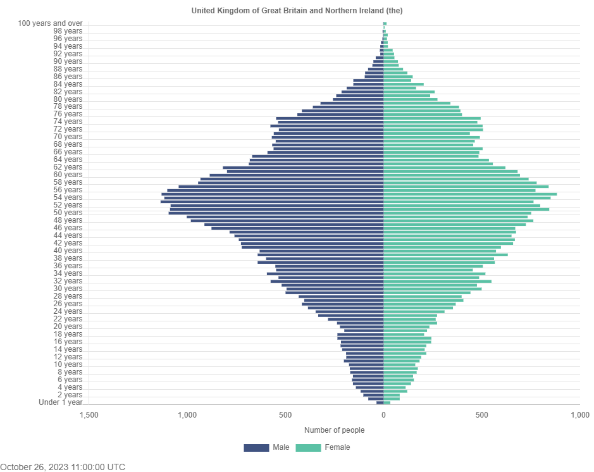 United Kingdom of Great Britain and Northern Ireland (the)
100 years and over
98 years
96 years
94 years
92 years
90 years
88 years
86 years
84 years
82 years
80 years
78 years
76 years
74 years
72 years
70 years
68 years
66 years
64 years
62 years
60 years
58 years
56 years
54 years
52 years
50 years
48 years
46 years
44 years
42 years
40 years
38 years
36 years
34 years
32 years
30 years
28 years
26 years
24 years
22 years
20 years
18 years
16 years
14 years
12 years
10 years
8 years
6 years
4 years
2 years
Under 1 year
1,500 1,000 500 0 500 1,000
Number of people
Male Female
October 26, 2023 11:00:00 UTC